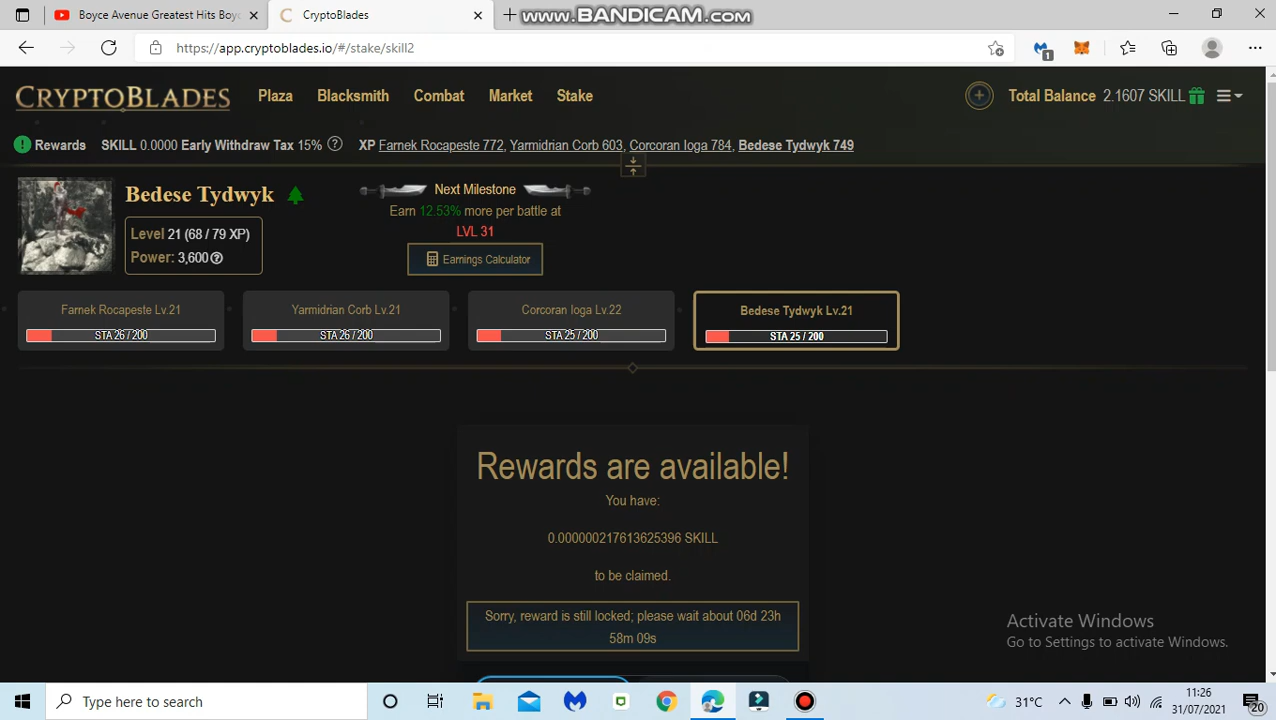 Boyce Avenue Greatest Hits Boy
CryptoBlades
www.BANDICAM.com
https://app.cryptoblades.io/#/stake/skill2
1
CRYPTOBLADES
Plaza Blacksmith Combat Market Stake
Total Balance 2.1607 SKILL
Rewards SKILL 0.0000 Early Withdraw Tax 15% XP Farnek Rocapeste 772, Yarmidrian Corb 603, Corcoran Ioga 784, Bedese Tydwyk 749
Bedese Tydwyk
Level 21 (68 / 79 XP)
Power: 3,600
Next Milestone
Earn 12.53% more per battle at
LVL 31
Earnings Calculator
Farnek Rocapeste Lv.21
STA 26 / 200
Yarmidrian Corb Lv.21
STA 26 / 200
Corcoran Ioga Lv.22
STA 25 / 200
Bedese Tydwyk Lv.21
STA 25 / 200
Rewards are available!
You have:
0.000000217613625396 SKILL
to be claimed.
Sorry, reward is still locked; please wait about 06d 23h
58m 09s
Activate Windows
Go to Settings to activate Windows.
Type here to search
31°C
11:26
31/07/2021
20